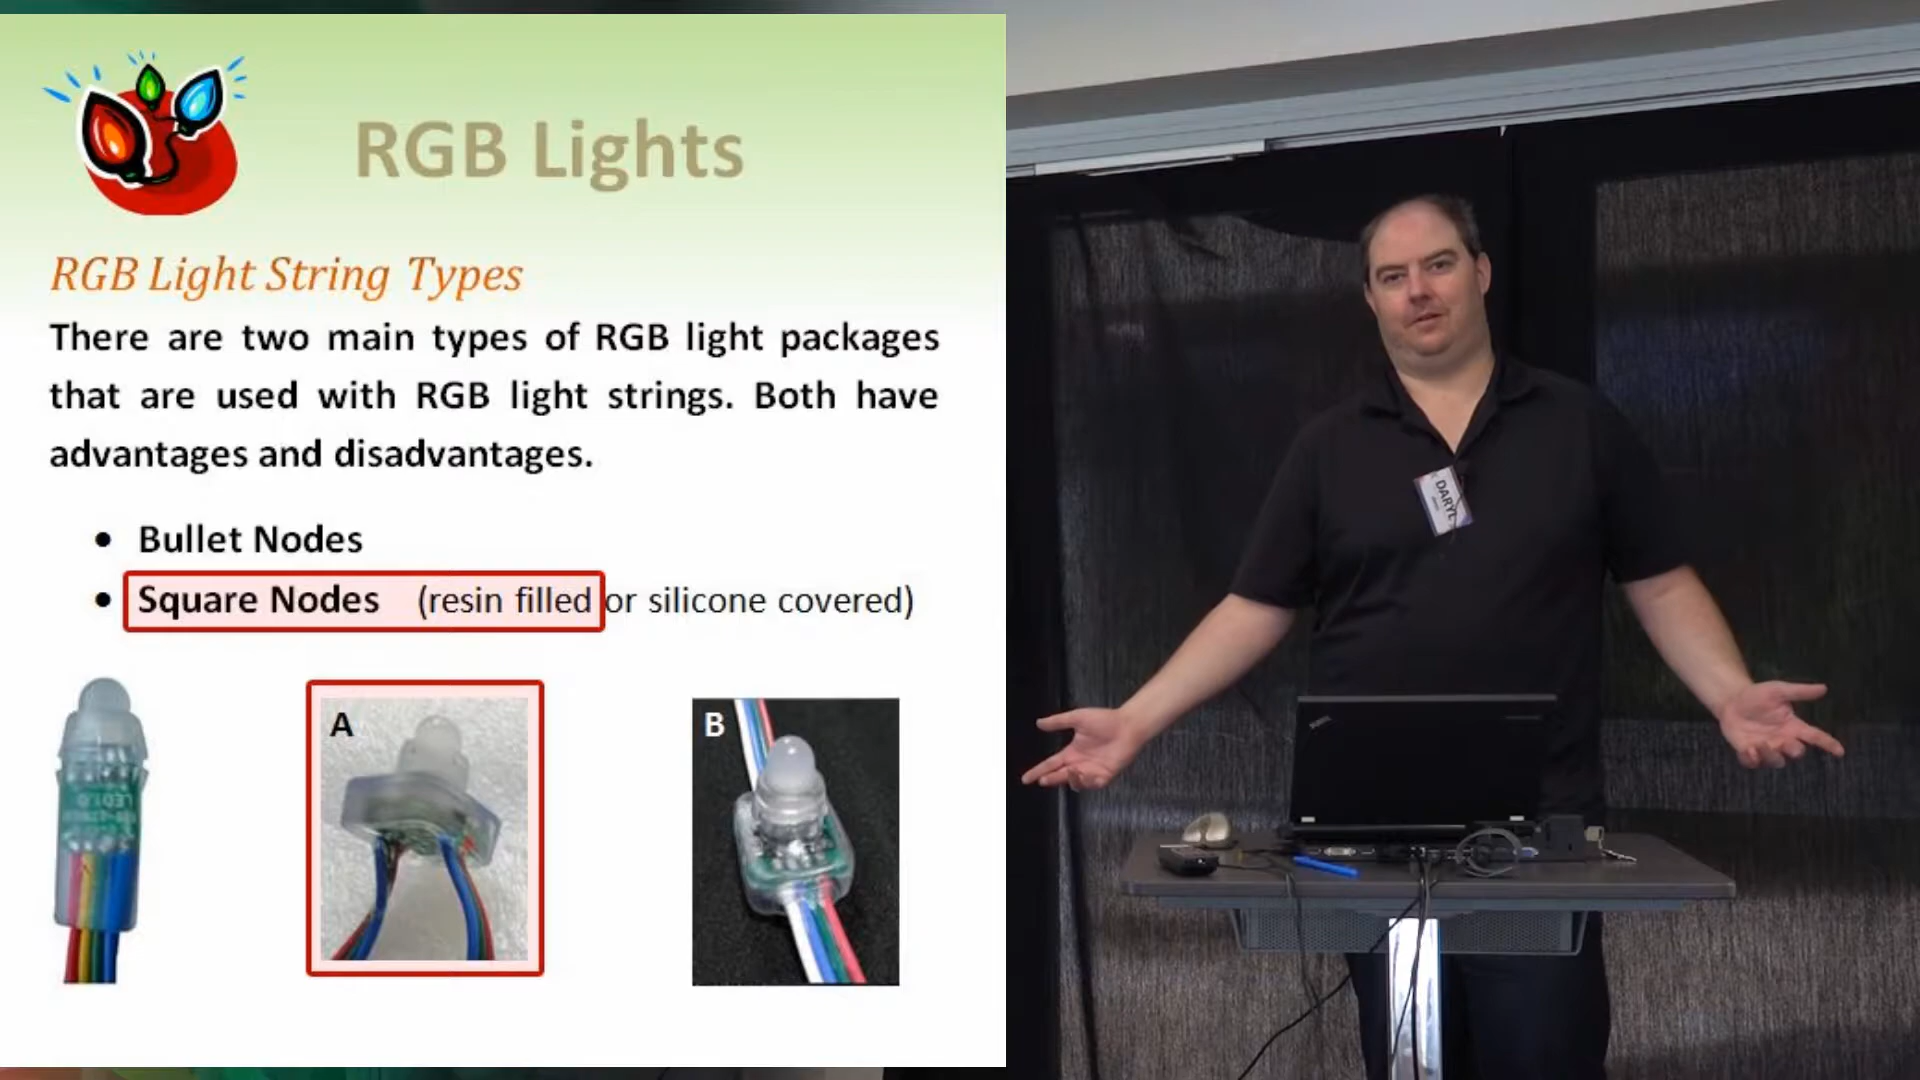 RGB Lights
RGB Light String Types
There are two main types of RGB light packages
that are used with RGB light strings. Both have
advantages and disadvantages.
• Bullet Nodes
• Square Nodes (resin filled or silicone covered)
A
B
DARYL